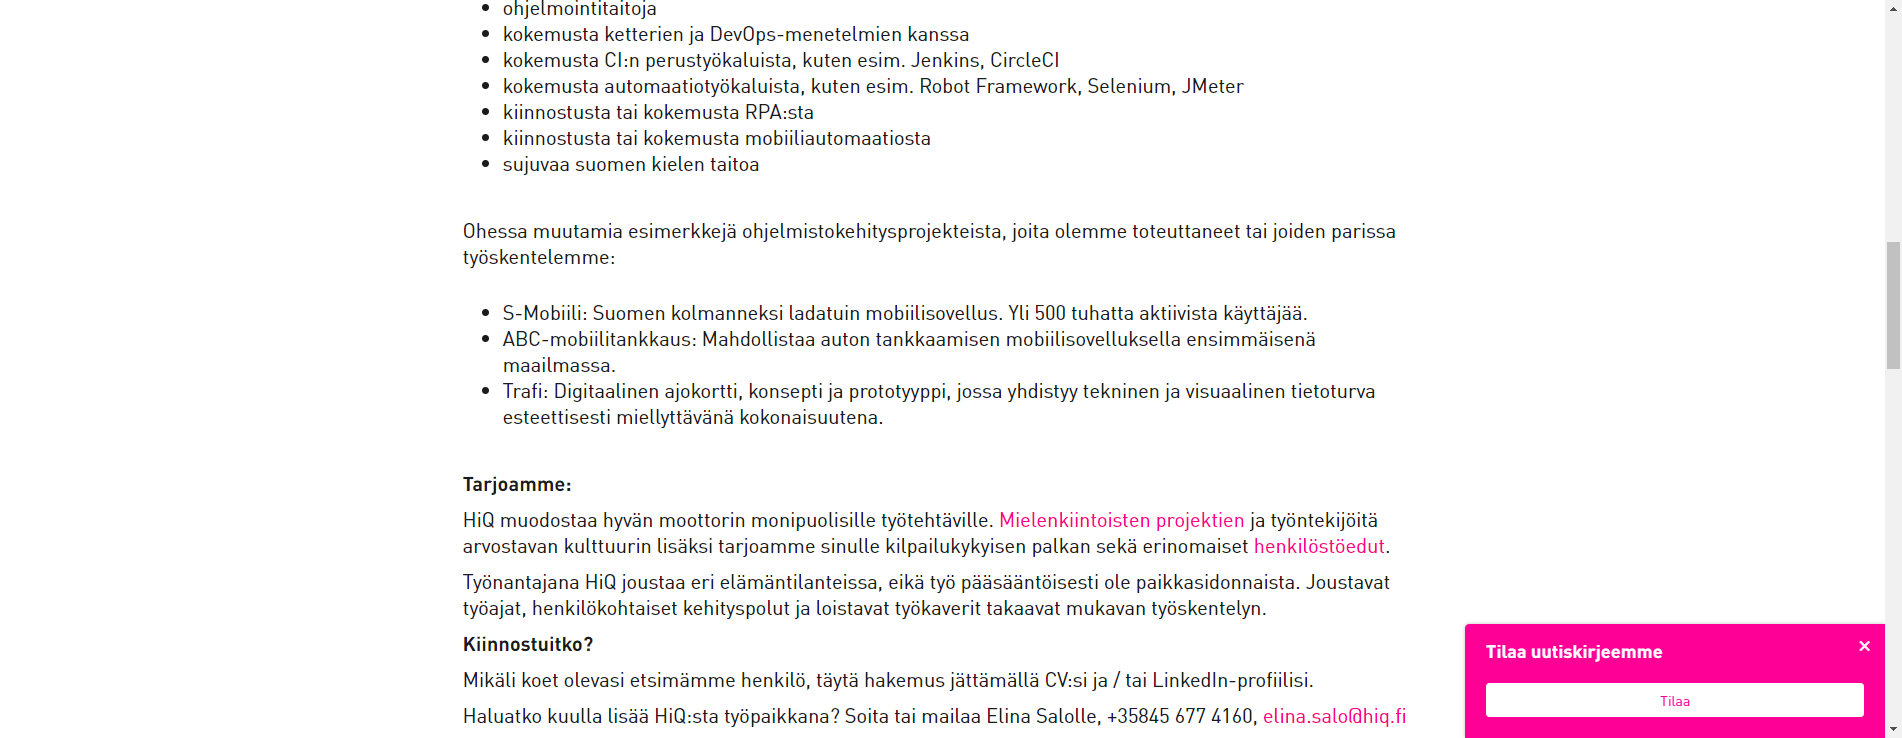 ohjelmointitaitoja
kokemusta ketterien ja DevOps-menetelmien kanssa
kokemusta CI:n perustyökaluista, kuten esim. Jenkins, CircleCI
kokemusta automaatiotyökaluista, kuten esim. Robot Framework, Selenium, JMeter
kiinnostusta tai kokemusta RPA:sta
kiinnostusta tai kokemusta mobiiliautomaatiosta
sujuvaa suomen kielen taitoa
Ohessa muutamia esimerkkejä ohjelmistokehitysprojekteista, joita olemme toteuttaneet tai joiden parissa
työskentelemme:
S-Mobiili: Suomen kolmanneksi ladatuin mobiilisovellus. Yli 500 tuhatta aktiivista käyttäjää.
ABC-mobiilitankkaus: Mahdollistaa auton tankkaamisen mobiilisovelluksella ensimmäisenä
maailmassa.
Trafi: Digitaalinen ajokortti, konsepti ja prototyyppi, jossa yhdistyy tekninen ja visuaalinen tietoturva
esteettisesti miellyttävänä kokonaisuutena.
Tarjoamme:
HiQ muodostaa hyvän moottorin monipuolisille työtehtäville. Mielenkiintoisten projektien ja työntekijöitä
arvostavan kulttuurin lisäksi tarjoamme sinulle kilpailukykyisen palkan sekä erinomaiset henkilöstöedut.
Työnantajana HiQ joustaa eri elämäntilanteissa, eikä työ pääsääntöisesti ole paikkasidonnaista. Joustavat
työajat, henkilökohtaiset kehityspolut ja loistavat työkaverit takaavat mukavan työskentelyn.
Kiinnostuitko?
Mikäli koet olevasi etsimämme henkilö, täytä hakemus jättämällä CV:si ja / tai LinkedIn-profiilisi.
Haluatko kuulla lisää HiQ:sta työpaikkana? Soita tai mailaa Elina Salolle, +35845 677 4160, elina.salo@hiq.fi
Tilaa uutiskirjeemme
Tilaa